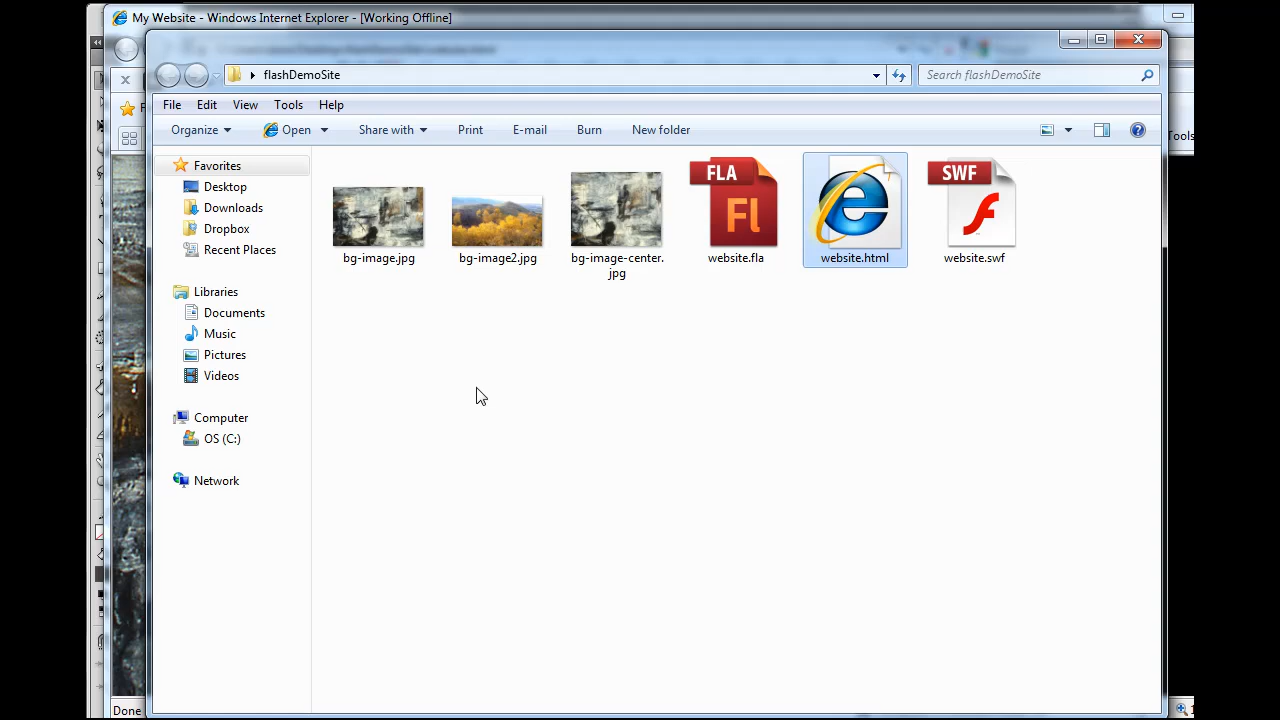 My Website - Windows Internet Explorer - [Working Offline]
flashDemoSite
Search flashDemoSite
File Edit View Tools Help
Organize Open Share with Print E-mail Burn New folder
Tools
Favorites
Desktop
Downloads
Dropbox
Recent Places
Libraries
Documents
Music
Pictures
Videos
Computer
OS (C:)
Network
bg-image.jpg
bg-image2.jpg
bg-image-center.
jpg
FLA
Fl
website.fla
website.html
SWF
website.swf
Done